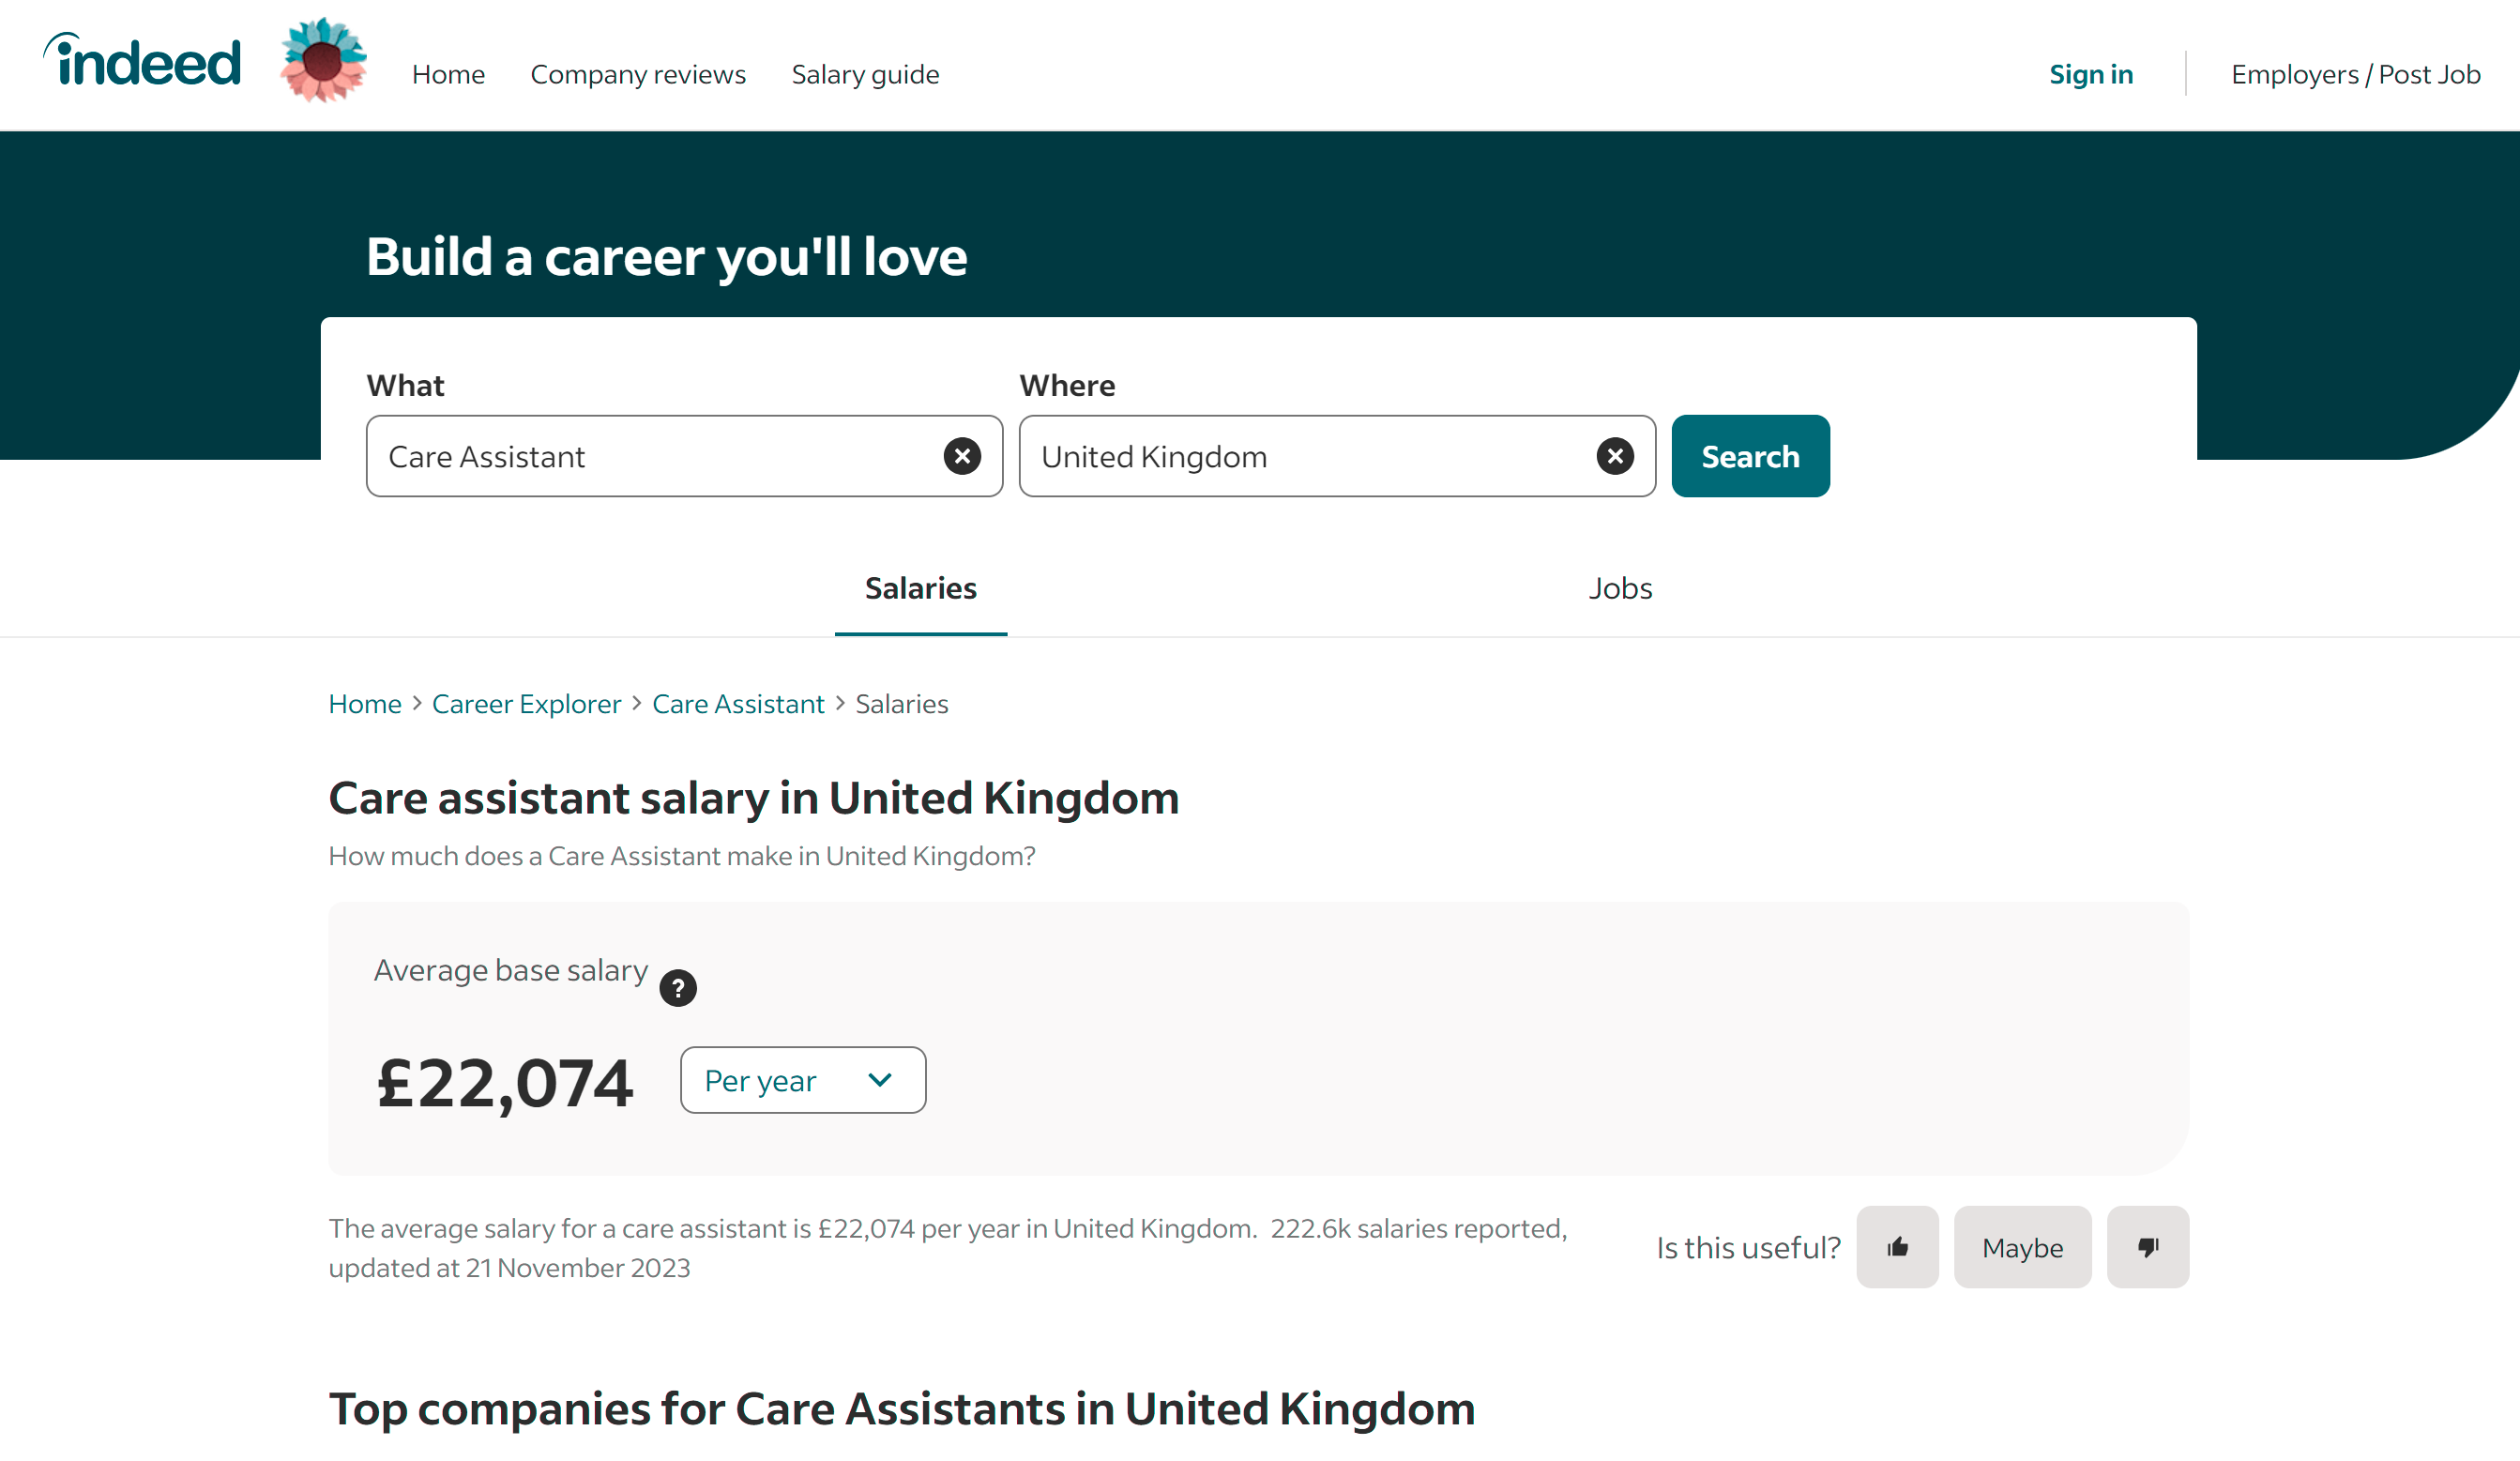 indeed
Home Company reviews Salary guide Sign in Employers / Post Job
Build a career you'll love
What Where
Care Assistant United Kingdom Search
Salaries Jobs
Home > Career Explorer > Care Assistant > Salaries
Care assistant salary in United Kingdom
How much does a Care Assistant make in United Kingdom?
Average base salary ?
£22,074 Per year
The average salary for a care assistant is £22,074 per year in United Kingdom. 222.6k salaries reported,
updated at 21 November 2023
Is this useful? Maybe
Top companies for Care Assistants in United Kingdom